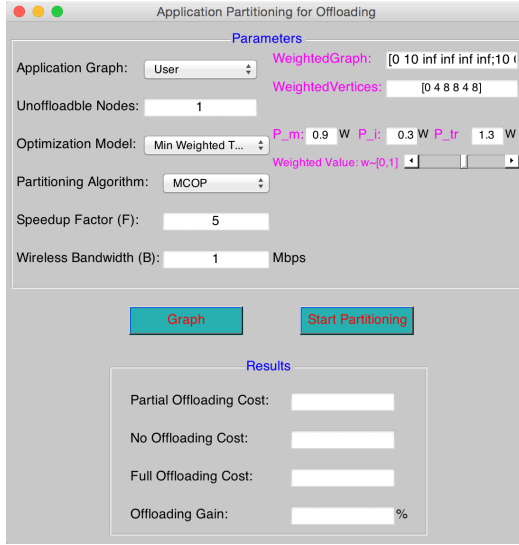 Application Partitioning for Offloading
Parameters
Application Graph: User
WeightedGraph: [0 10 inf inf inf inf;10
WeightedVertices: [0 4 8 8 4 8]
Unoffloadble Nodes: 1
Optimization Model: Min Weighted T...
P_m: 0.9 W P_i: 0.3 W P_tr 1.3 W
Weighted Value: w~[0,1]
Partitioning Algorithm: MCOP
Speedup Factor (F): 5
Wireless Bandwidth (B): 1 Mbps
Graph Start Partitioning
Results
Partial Offloading Cost:
No Offloading Cost:
Full Offloading Cost:
Offloading Gain: %